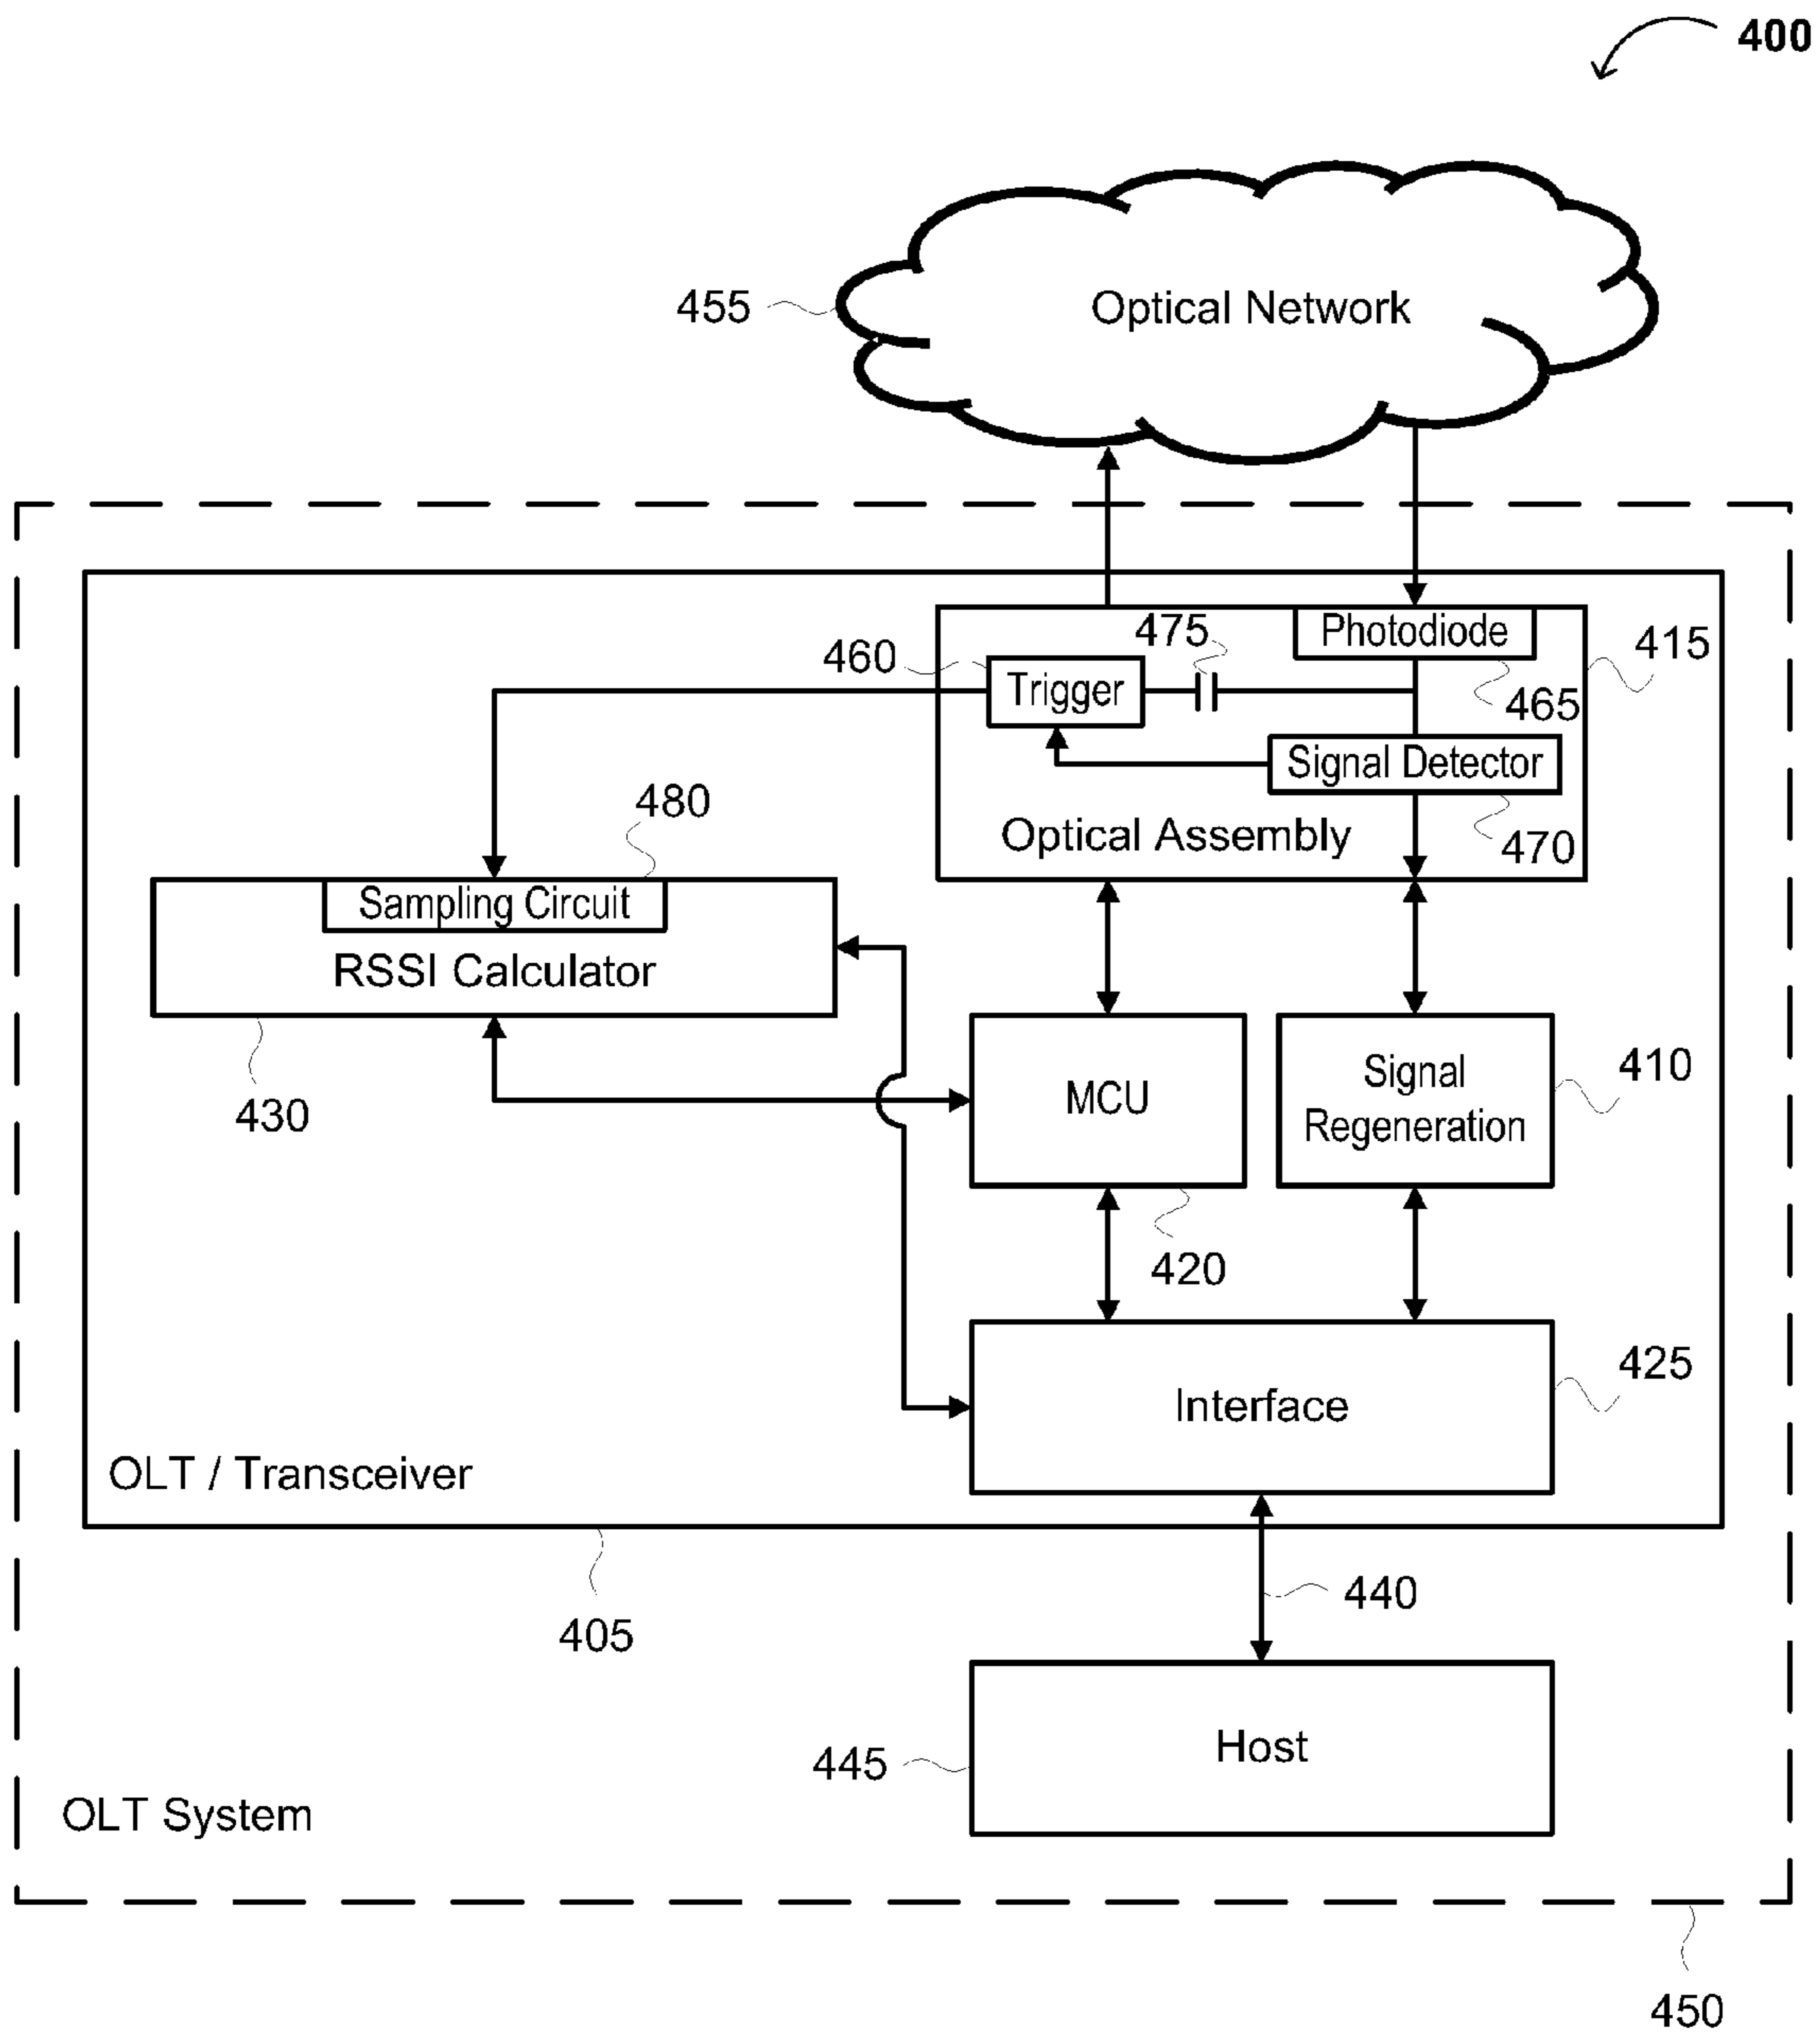 400
455
Optical Network
475
Photodiode
415
460
Trigger
465
Signal Detector
480
Optical Assembly
470
Sampling Circuit
RSSI Calculator
430
MCU
Signal
Regeneration
410
420
425
Interface
OLT / Transceiver
405
440
Host
445
OLT System
450